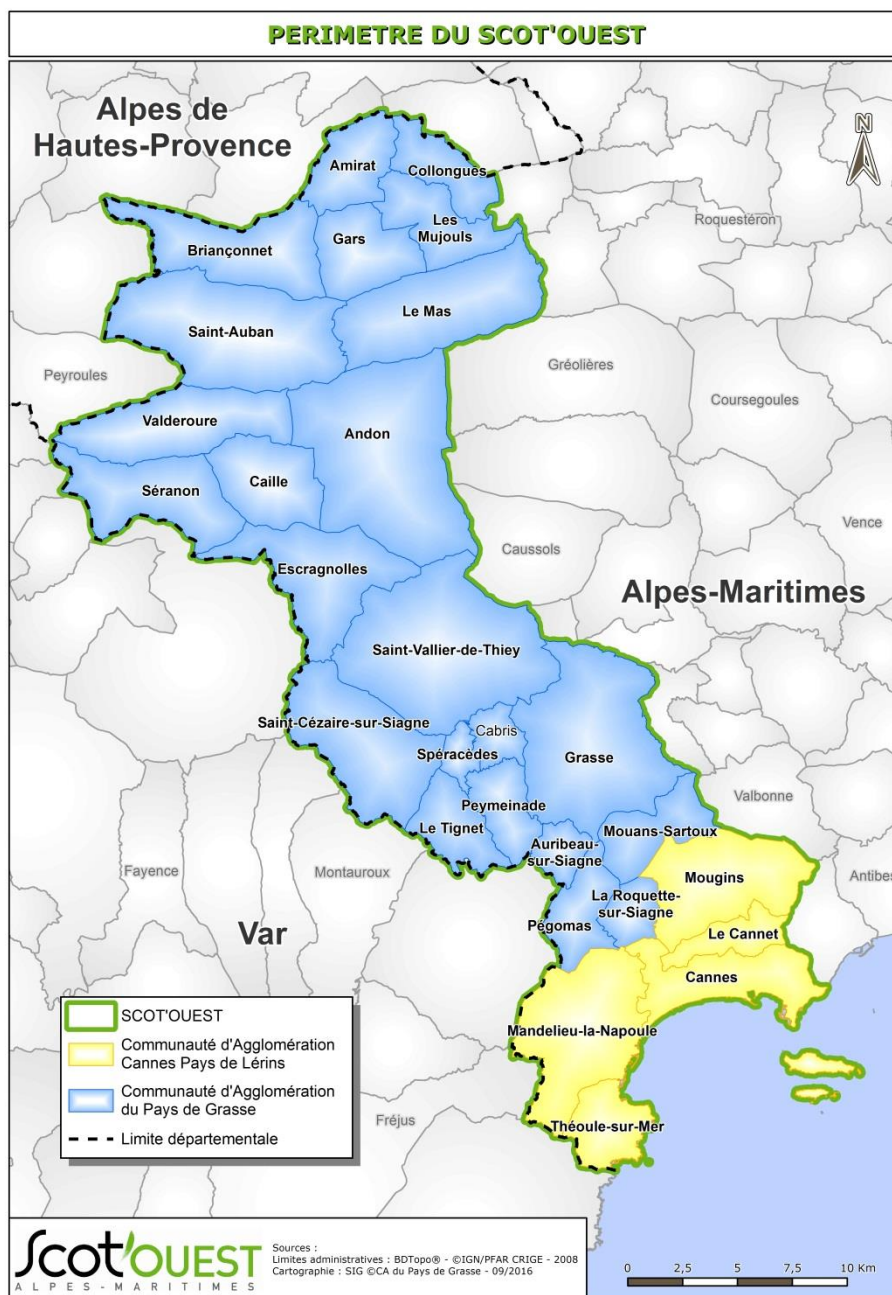 PERIMETRE DU SCOT'OUEST
Alpes de
Hautes-Provence
N
Amirat
Collongues
Roquestéron
Les
Mujouls
Gars
Briançonnet
Le Mas
Saint-Auban
Gréolières
Peyroules
Coursegoules
Valderoure
Andon
Caille
Séranon
Vence
Caussols
Escragnolles
Alpes-Maritimes
Saint-Vallier-de-Thiey
Saint-Cézaire-sur-Siagne
Cabris
Spéracèdes
Grasse
Peymeinade
Valbonne
Le Tignet
Mouans-Sartoux
Auribeau-
sur-Siagne
Fayence
Montauroux
Mougins
Antibes
La Roquette-
sur-Siagne
Pégomas
Var
Le Cannet
Cannes
Mandelieu-la-Napoule
Théoule-sur-Mer
Fréjus
SCOT'OUEST
Communauté d'Agglomération
Cannes Pays de Lérins
Communauté d'Agglomération
du Pays de Grasse
Limite départementale
Scot'OUEST
ALPES-MARITIMES
Sources :
Limites administratives : BDTopo® - ©IGN/PFAR CRIGE - 2008
Cartographie : SIG ©CA du Pays de Grasse - 09/2016
0 2,5 5 7,5 10 Km